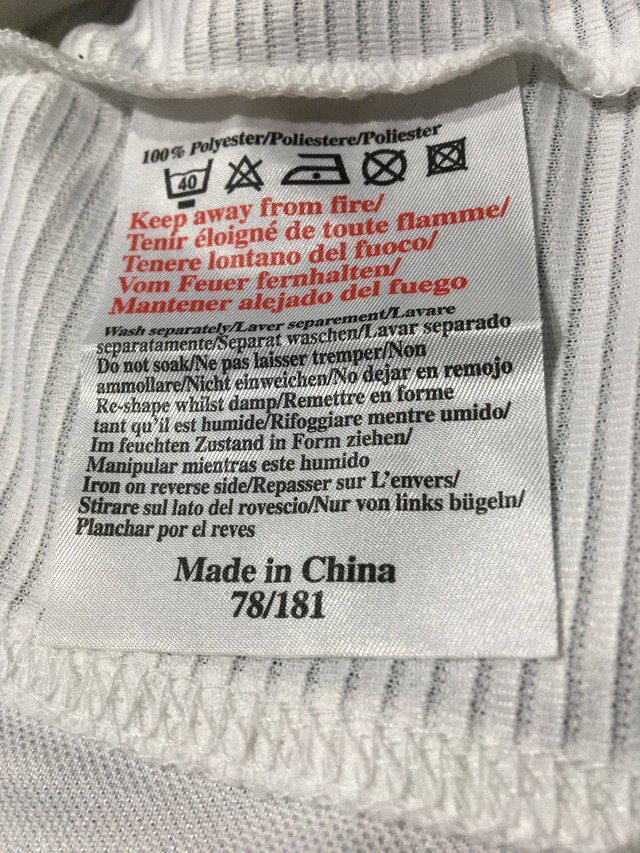 100% Polyester/Poliestere/Poliester
40
Keep away from fire/
Tenir éloigné de toute flamme/
Tenere lontano del fuoco/
Vom Feuer fernhalten/
Mantener alejado del fuego
Wash separately/Laver separement/Lavare
separatamente/Separat waschen/Lavar separado
Do not soak/Ne pas laisser tremper/Non
ammollare/Nicht einweichen/No dejar en remojo
Re-shape whilst damp/Remettre en forme
tant qu'il est humide/Rifoggiare mentre umido/
Im feuchten Zustand in Form ziehen/
Manipular mientras este humido
Iron on reverse side/Repasser sur L'envers/
Stirare sul lato del rovescio/Nur von links bügeln/
Planchar por el reves
Made in China
78/181